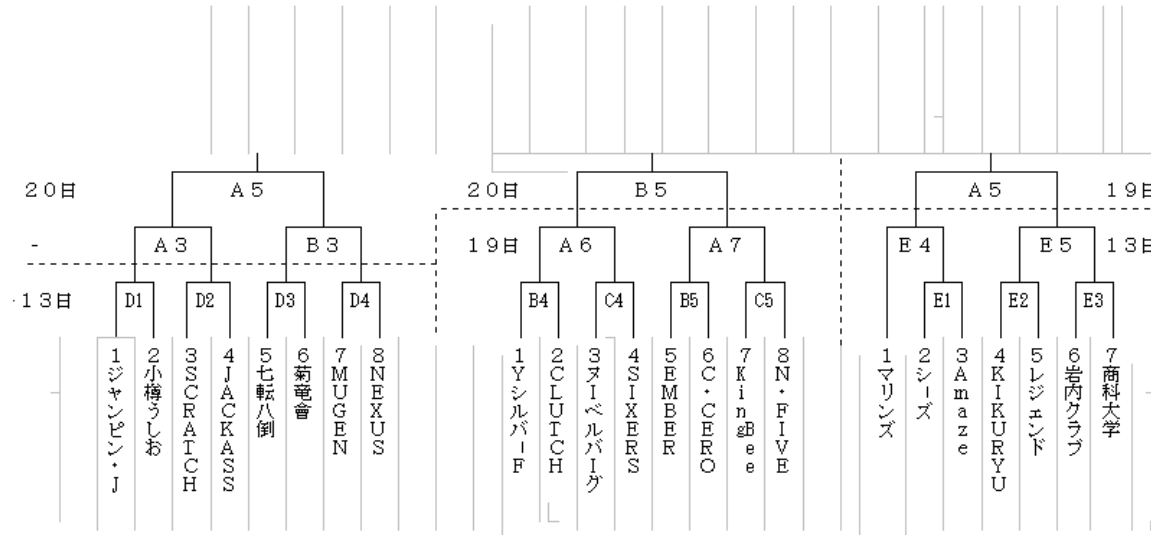 20日
A5
20日
B5
A5
19日
-
A3
B3
19日
A6
A7
E4
E5
13日
13日
D1
D2
D3
D4
B4
C4
B5
C5
E1
E2
E3
1ジャンピン・J
2小樽うしお
3SCRATCH
4JACKASS
5七転八倒
6菊竜會
7MUGEN
8NEXUS
1YシルバーF
2CLUTCH
3ヌーベルバーグ
4SIXERS
5EMBER
6C・CERO
7KingBee
8N・FIVE
1マリンズ
2シーズ
3Amaze
4KIKURYU
5レジェンド
6岩内クラブ
7商科大学